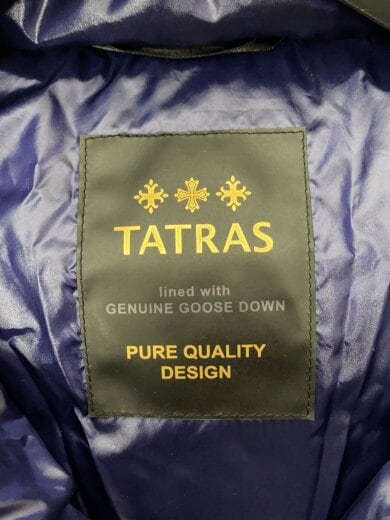 TATRAS
lined with
GENUINE GOOSE DOWN
PURE QUALITY
DESIGN